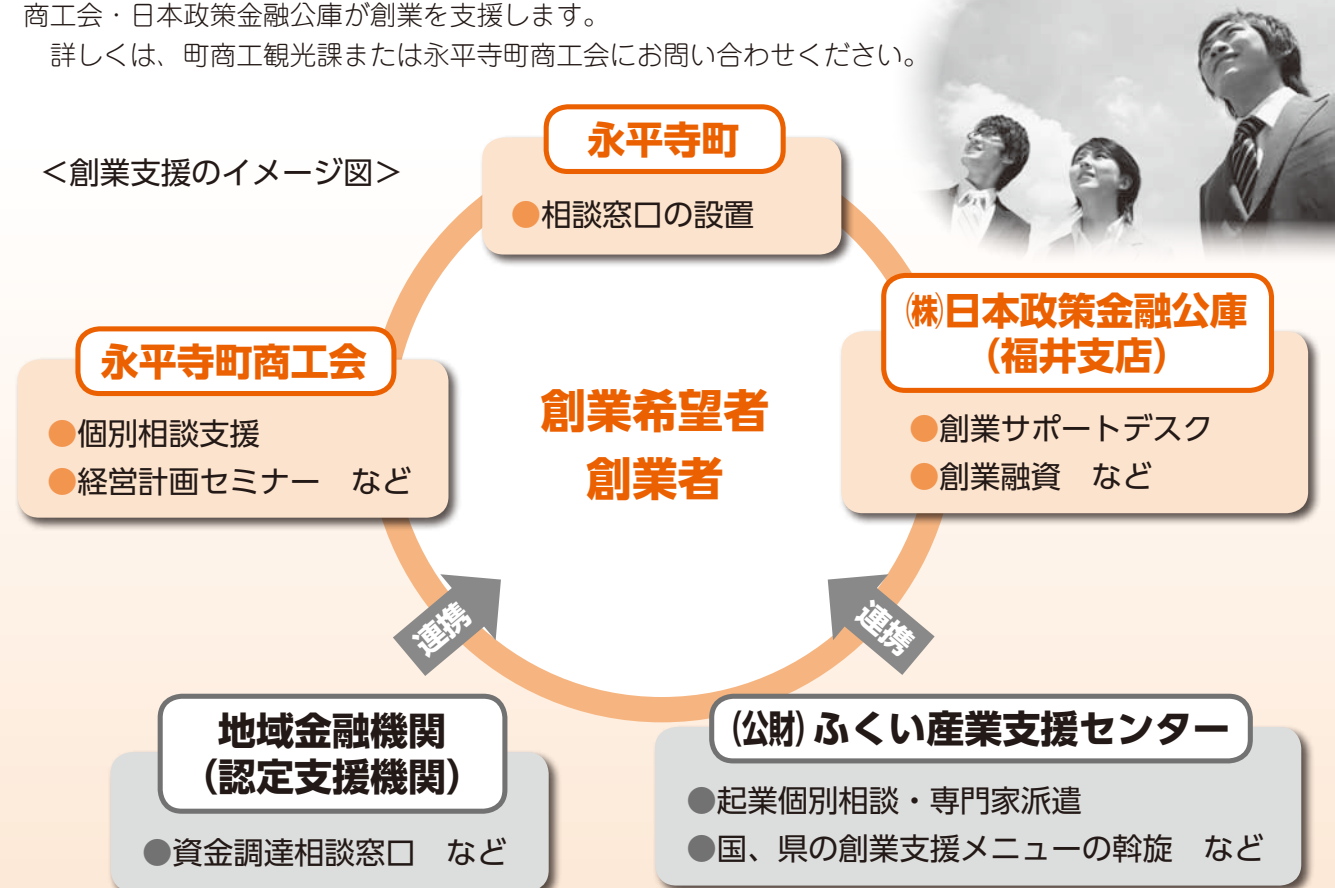 商工会・日本政策金融公庫が創業を支援します。
詳しくは、町商工観光課または永平寺町商工会にお問い合わせください。
＜創業支援のイメージ図＞
永平寺町
●相談窓口の設置
㈱日本政策金融公庫
（福井支店）
●創業サポートデスク
●創業融資　など
永平寺町商工会
●個別相談支援
●経営計画セミナー　など
創業希望者
創業者
連携
連携
地域金融機関
（認定支援機関）
●資金調達相談窓口　など
(公財)ふくい産業支援センター
●起業個別相談・専門家派遣
●国、県の創業支援メニューの斡旋　など